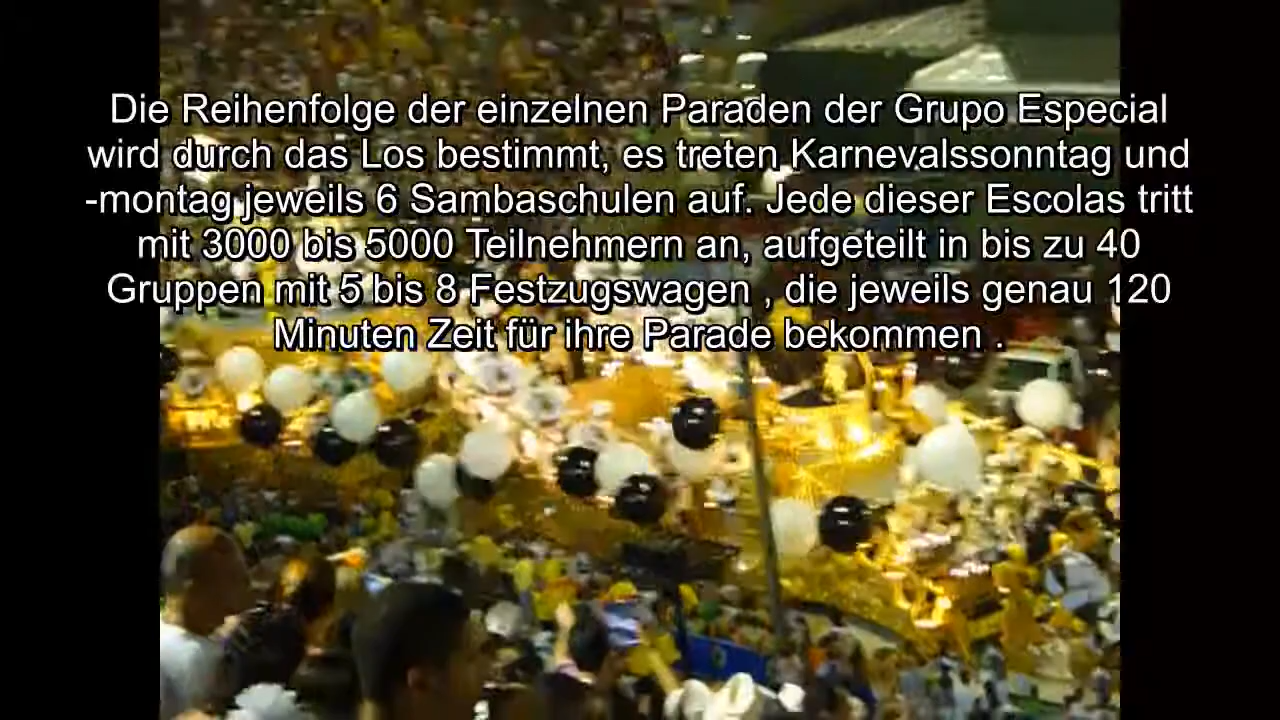 Die Reihenfolge der einzelnen Paraden der Grupo Especial
wird durch das Los bestimmt, es treten Karnevalssonntag und
-montag jeweils 6 Sambaschulen auf. Jede dieser Escolas tritt
mit 3000 bis 5000 Teilnehmern an, aufgeteilt in bis zu 40
Gruppen mit 5 bis 8 Festzugswagen , die jeweils genau 120
Minuten Zeit für ihre Parade bekommen .